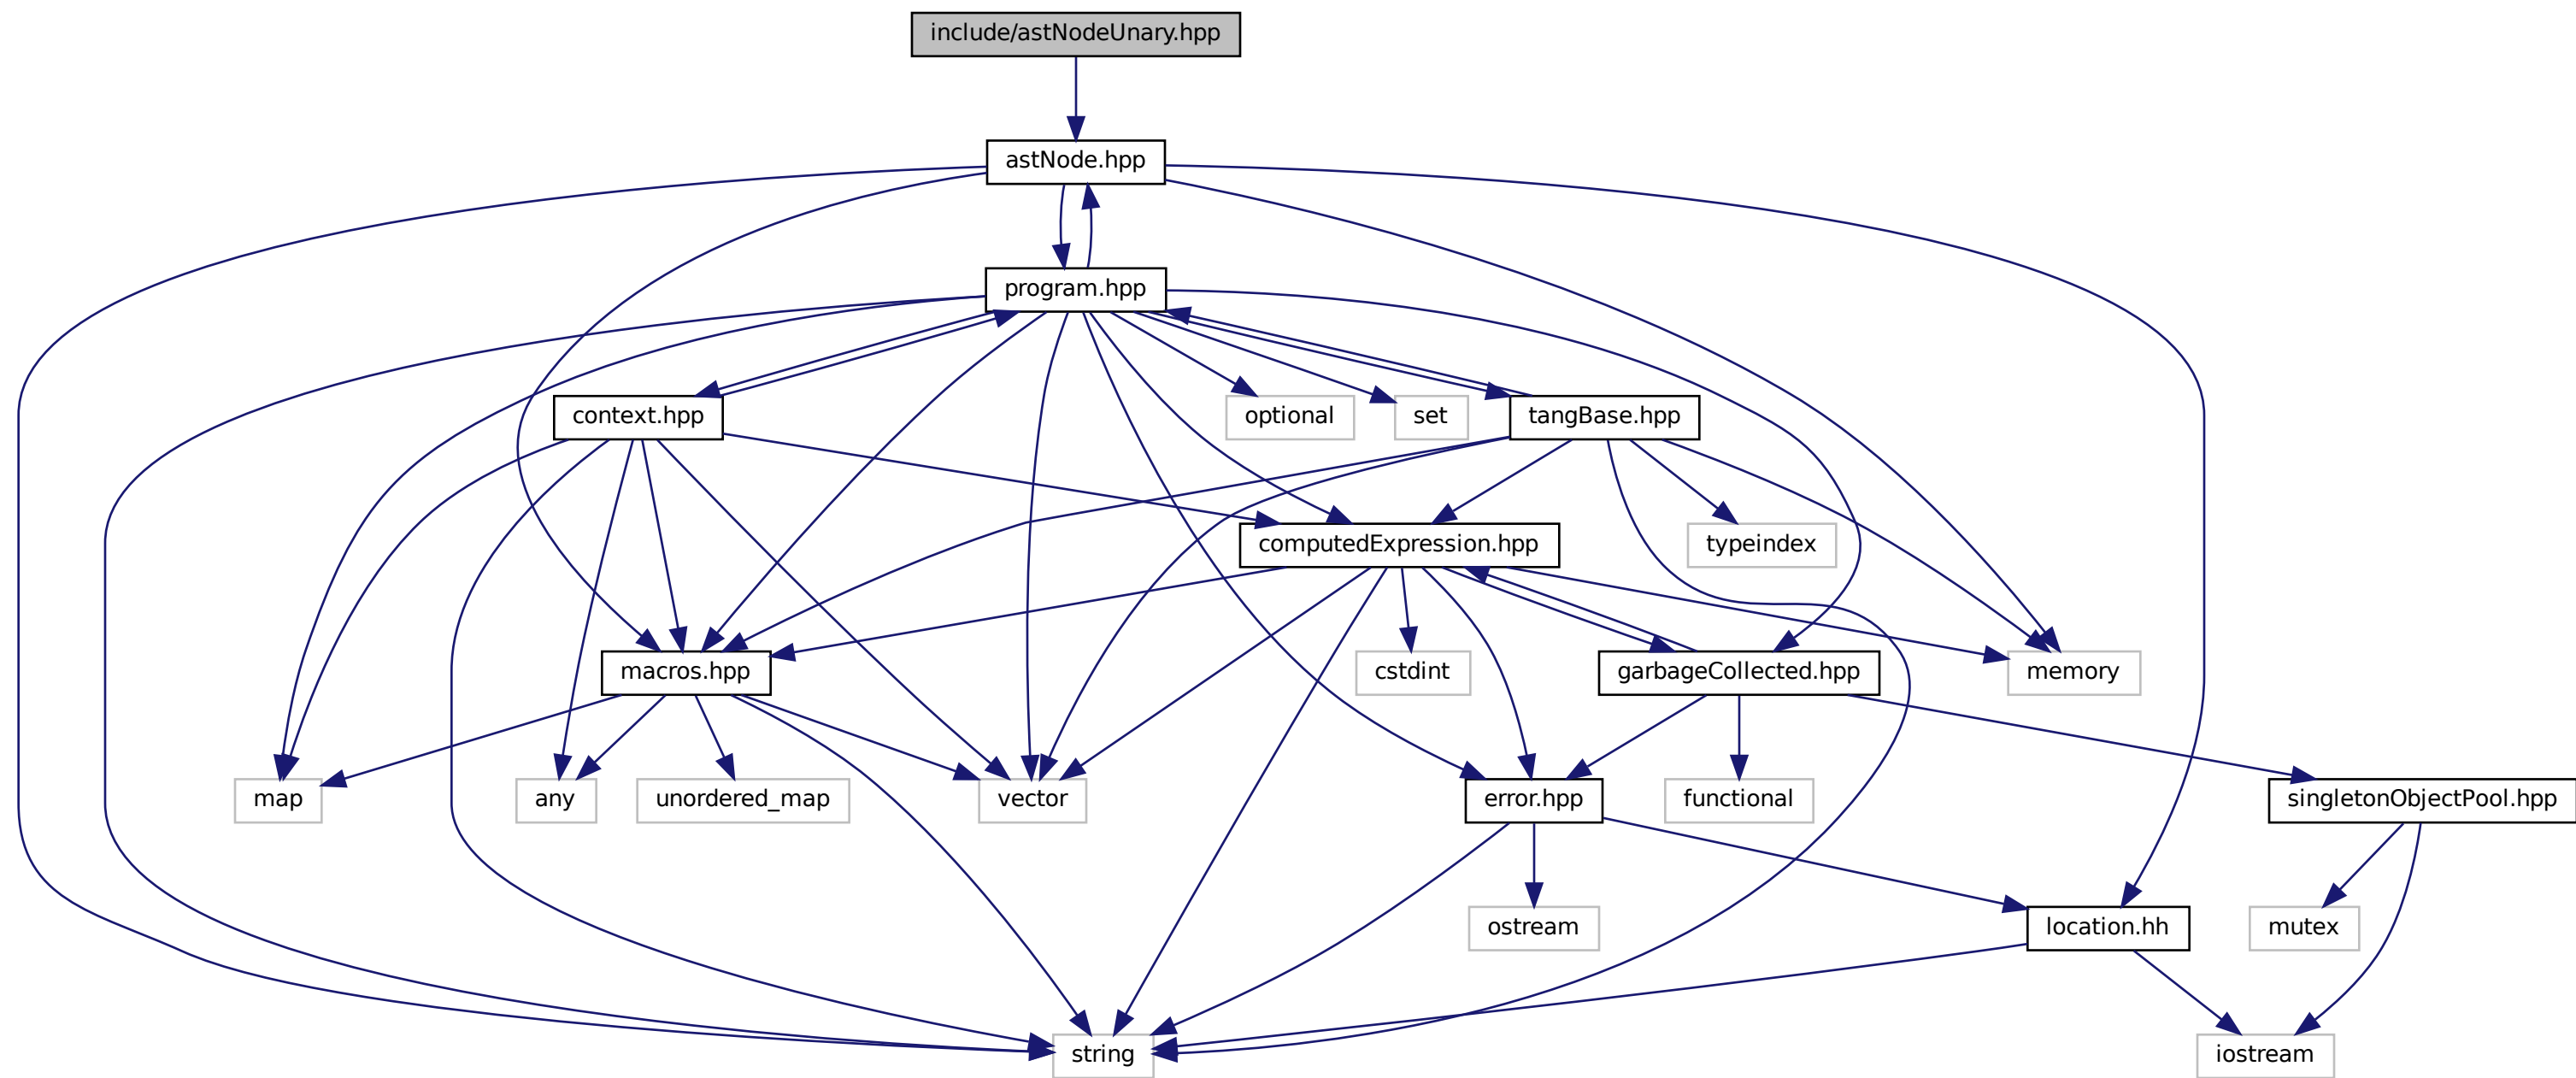 include/astNodeUnary.hpp
astNode.hpp
program.hpp
context.hpp
optional
set
tangBase.hpp
computedExpression.hpp
typeindex
macros.hpp
cstdint
garbageCollected.hpp
memory
map
any
unordered_map
vector
error.hpp
functional
singletonObjectPool.hpp
ostream
location.hh
mutex
string
iostream